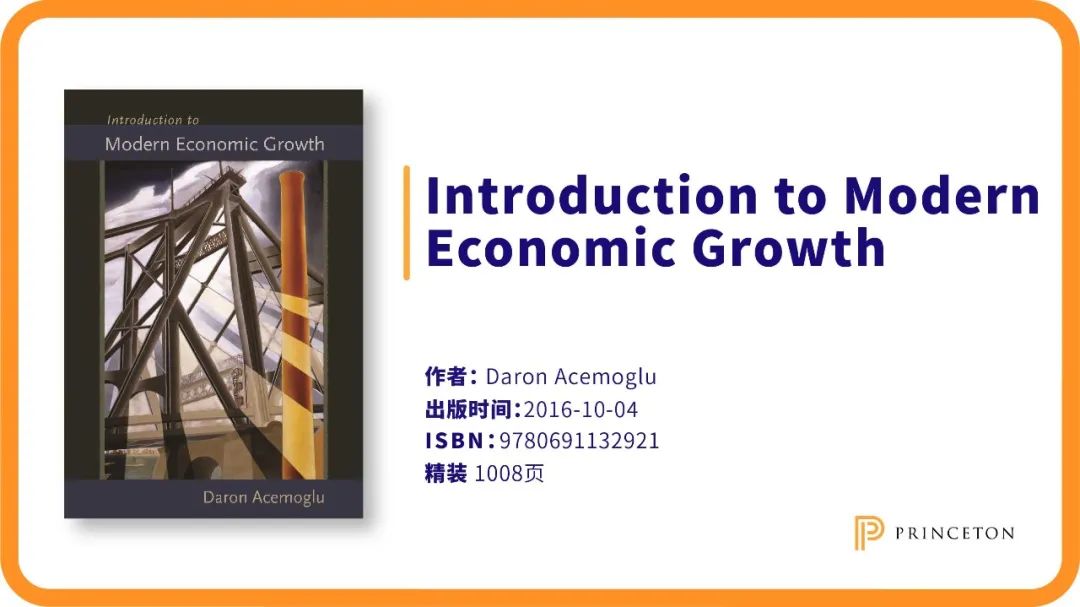 Introduction to
Modern Economic Growth
Daron Acemoglu
Introduction to Modern
Economic Growth
作者：Daron Acemoglu
出版时间：2016-10-04
ISBN：9780691132921
精装 1008页
PRINCETON